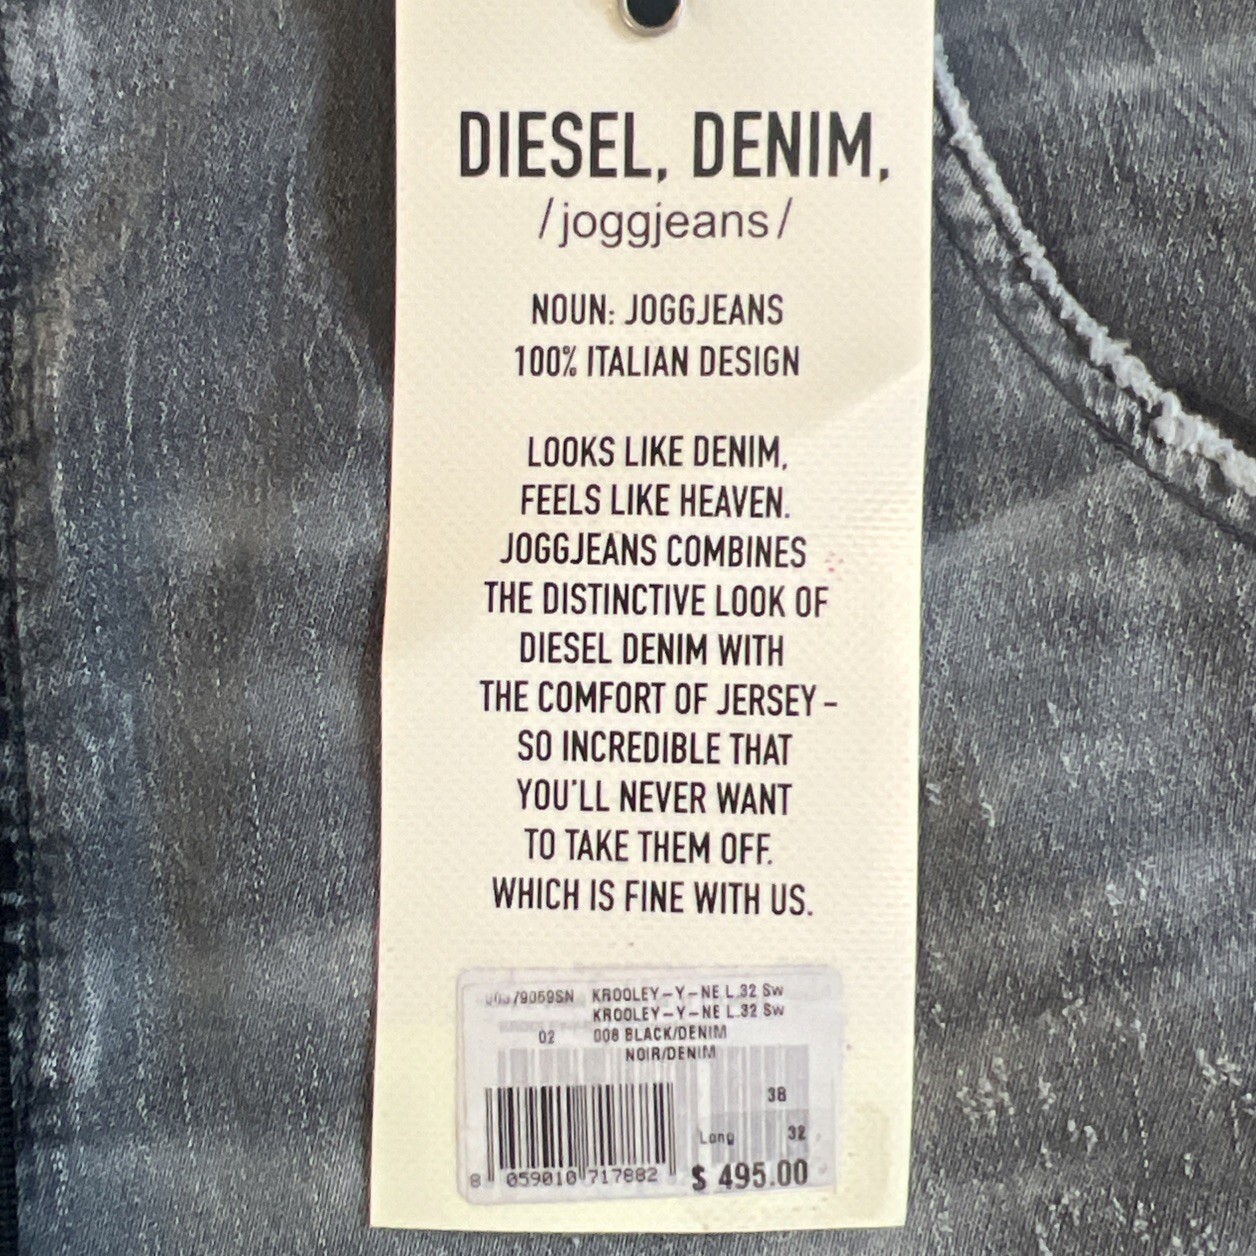 DIESEL, DENIM,
/joggjeans/
NOUN: JOGGJEANS
100% ITALIAN DESIGN
LOOKS LIKE DENIM,
FEELS LIKE HEAVEN.
JOGGJEANS COMBINES
THE DISTINCTIVE LOOK OF
DIESEL DENIM WITH
THE COMFORT OF JERSEY -
SO INCREDIBLE THAT
YOU'LL NEVER WANT
TO TAKE THEM OFF.
WHICH IS FINE WITH US.
KROOLEY-Y-NE L.32 Sw
KROOLEY-Y-NE L.32 Sw
02 008 BLACK/DENIM
NOIR/DENIM
38
Long 32
8 059010 717882 $ 495.00